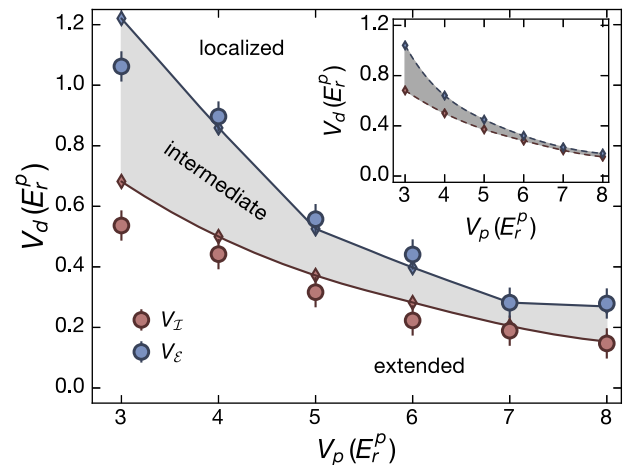 1.2
1.0
0.8
0.6
0.4
0.2
0.0
V_d (E_r^p)
localized
intermediate
extended
V_ℐ
V_ℰ
3 4 5 6 7 8
V_p (E_r^p)
1.2
0.8
0.4
0.0
V_d (E_r^p)
3 4 5 6 7 8
V_p (E_r^p)